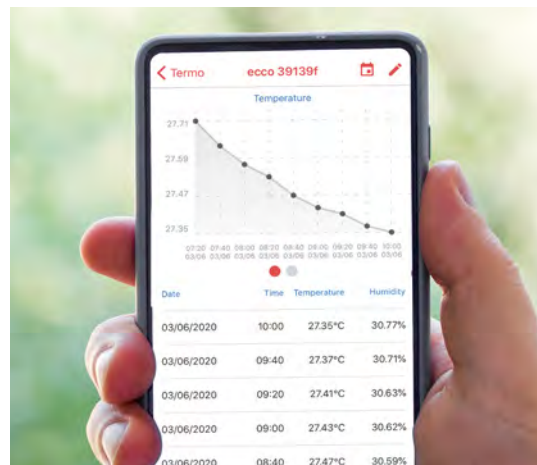 Termo ecco 39139f
Temperature
27.71
27.59
27.47
27.35
07:20 07:40 08:00 08:20 08:40 09:00 09:20 09:40 10:00
03/06 03/06 03/06 03/06 03/06 03/06 03/06 03/06 03/06
Date Time Temperature Humidity
03/06/2020 10:00 27.35°C 30.77%
03/06/2020 09:40 27.37°C 30.71%
03/06/2020 09:20 27.41°C 30.63%
03/06/2020 09:00 27.43°C 30.62%
03/06/2020 08:40 27.47°C 30.59%